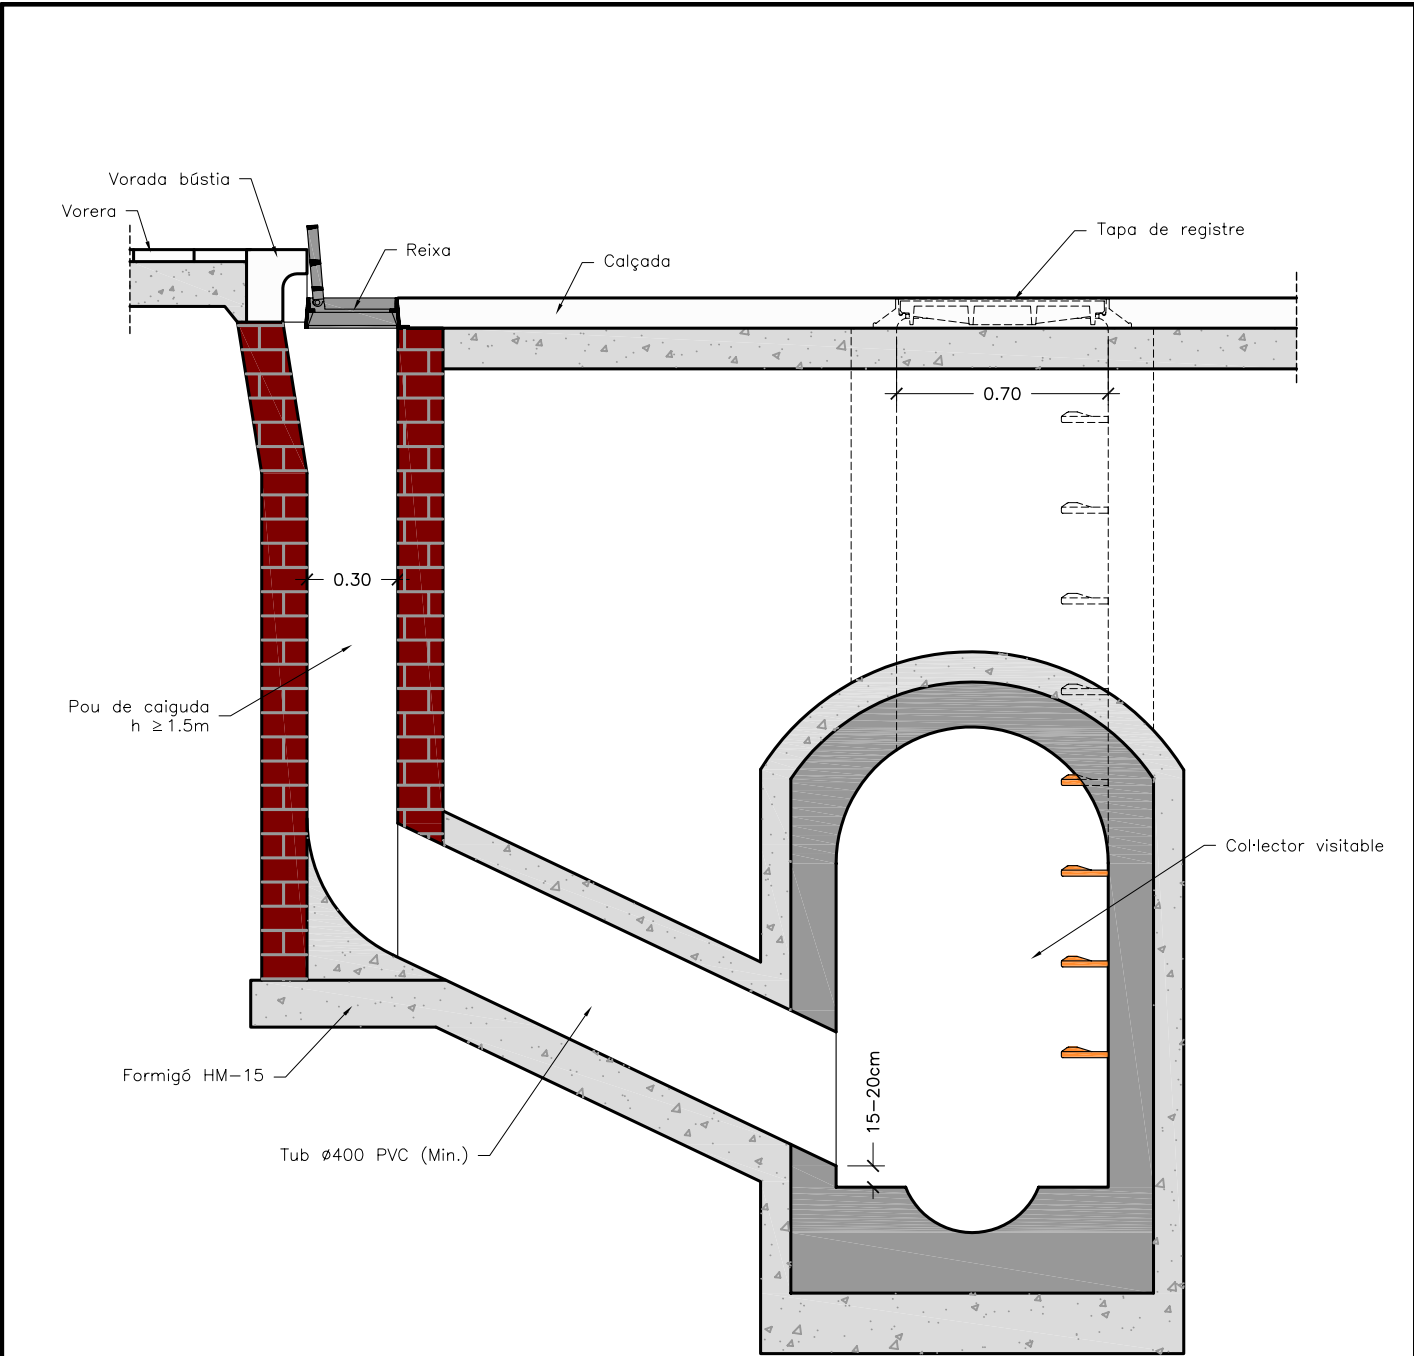 Vorada bústia
Vorera
Reixa
Calçada
Tapa de registre
0.70
0.30
Pou de caiguda
h ≥1.5m
Col·lector visitable
Formigó HM-15
15-20cm
Tub Ø400 PVC (Min.)